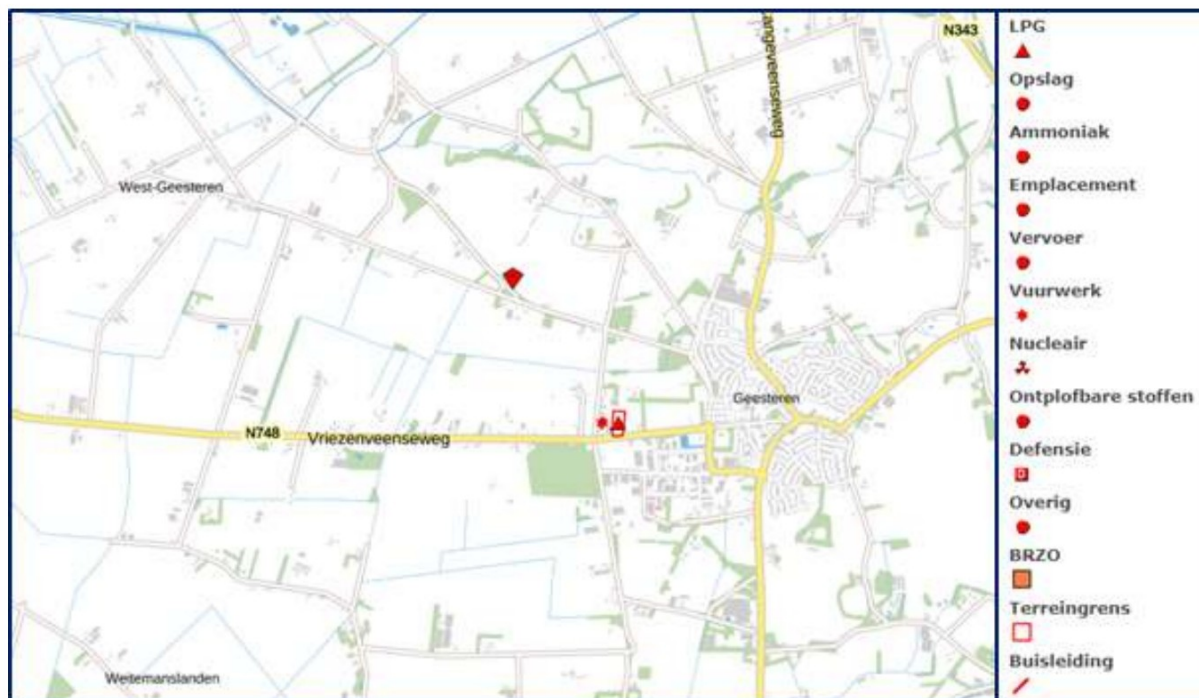 N343
angeveenseweg
West-Geesteren
Geesteren
N748
Vriezenveenseweg
Weitemanslanden
LPG
Opslag
Ammoniak
Emplacement
Vervoer
Vuurwerk
Nucleair
Ontplofbare stoffen
Defensie
D
Overig
BRZO
Terreingrens
Buisleiding